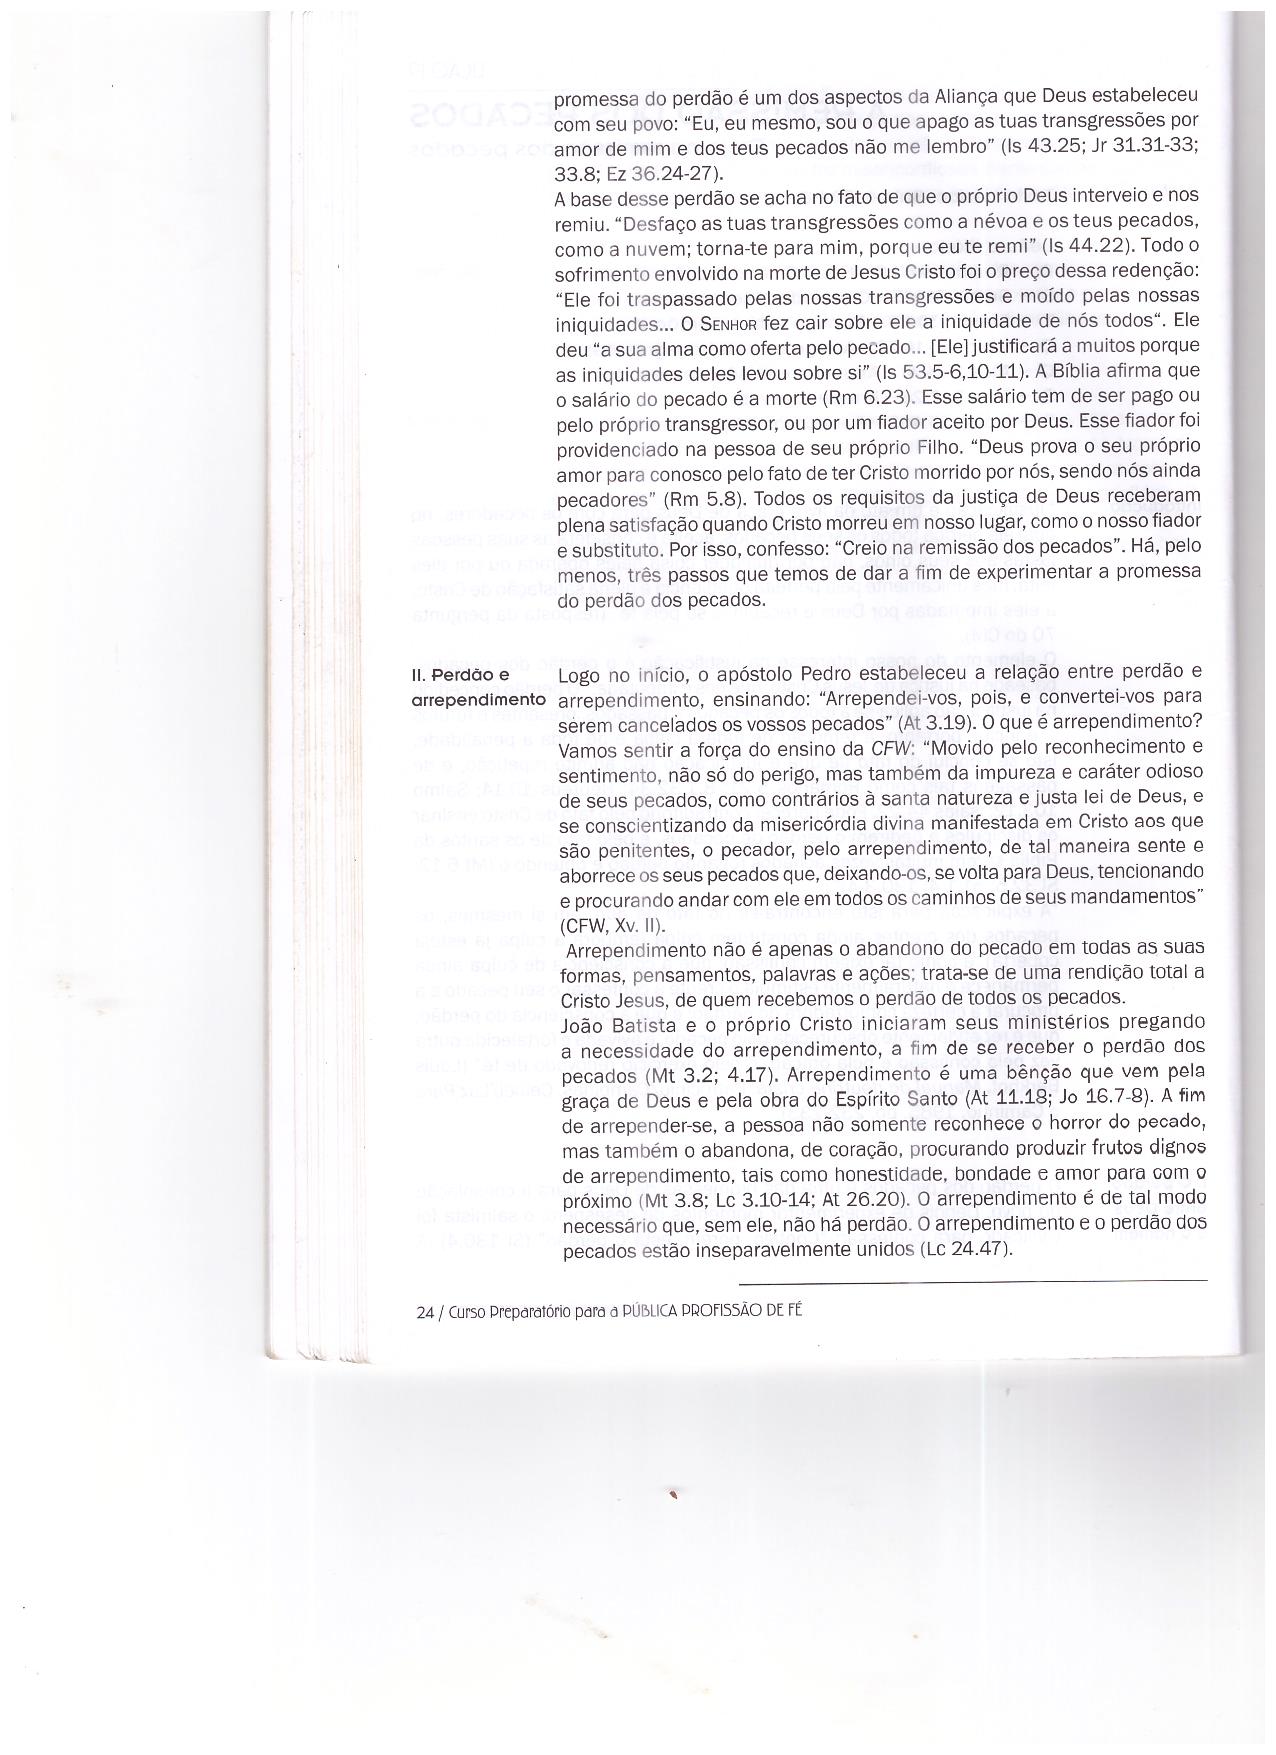 promessa do perdão é um dos aspectos da Aliança que Deus estabeleceu
com seu povo: “Eu, eu mesmo, sou o que apago as tuas transgressões por
amor de mim e dos teus pecados não me lembro” (Is 43.25; Jr 31.31-33;
33.8; Ez 36.24-27).
A base desse perdão se acha no fato de que o próprio Deus interveio e nos
remiu. “Desfaço as tuas transgressões como a névoa e os teus pecados,
como a nuvem; torna-te para mim, porque eu te remi” (Is 44.22). Todo o
sofrimento envolvido na morte de Jesus Cristo foi o preço dessa redenção:
“Ele foi traspassado pelas nossas transgressões e moído pelas nossas
iniquidades... O SENHOR fez cair sobre ele a iniquidade de nós todos“. Ele
deu “a sua alma como oferta pelo pecado... [Ele] justificará a muitos porque
as iniquidades deles levou sobre si” (Is 53.5-6,10-11). A Bíblia afirma que
o salário do pecado é a morte (Rm 6.23). Esse salário tem de ser pago ou
pelo próprio transgressor, ou por um fiador aceito por Deus. Esse fiador foi
providenciado na pessoa de seu próprio Filho. “Deus prova o seu próprio
amor para conosco pelo fato de ter Cristo morrido por nós, sendo nós ainda
pecadores” (Rm 5.8). Todos os requisitos da justiça de Deus receberam
plena satisfação quando Cristo morreu em nosso lugar, como o nosso fiador
e substituto. Por isso, confesso: “Creio na remissão dos pecados”. Há, pelo
menos, três passos que temos de dar a fim de experimentar a promessa
do perdão dos pecados.
II. Perdão e
arrependimento
Logo no início, o apóstolo Pedro estabeleceu a relação entre perdão e
arrependimento, ensinando: “Arrependei-vos, pois, e convertei-vos para
serem cancelados os vossos pecados” (At 3.19). O que é arrependimento?
Vamos sentir a força do ensino da CFW: “Movido pelo reconhecimento e
sentimento, não só do perigo, mas também da impureza e caráter odioso
de seus pecados, como contrários à santa natureza e justa lei de Deus, e
se conscientizando da misericórdia divina manifestada em Cristo aos que
são penitentes, o pecador, pelo arrependimento, de tal maneira sente e
aborrece os seus pecados que, deixando-os, se volta para Deus, tencionando
e procurando andar com ele em todos os caminhos de seus mandamentos”
(CFW, Xv. II).
Arrependimento não é apenas o abandono do pecado em todas as suas
formas, pensamentos, palavras e ações; trata-se de uma rendição total a
Cristo Jesus, de quem recebemos o perdão de todos os pecados.
João Batista e o próprio Cristo iniciaram seus ministérios pregando
a necessidade do arrependimento, a fim de se receber o perdão dos
pecados (Mt 3.2; 4.17). Arrependimento é uma bênção que vem pela
graça de Deus e pela obra do Espírito Santo (At 11.18; Jo 16.7-8). A fim
de arrepender-se, a pessoa não somente reconhece o horror do pecado,
mas também o abandona, de coração, procurando produzir frutos dignos
de arrependimento, tais como honestidade, bondade e amor para com o
próximo (Mt 3.8; Lc 3.10-14; At 26.20). O arrependimento é de tal modo
necessário que, sem ele, não há perdão. O arrependimento e o perdão dos
pecados estão inseparavelmente unidos (Lc 24.47).
24 / Curso Preparatório para a PÚBLICA PROFISSÃO DE FÉ